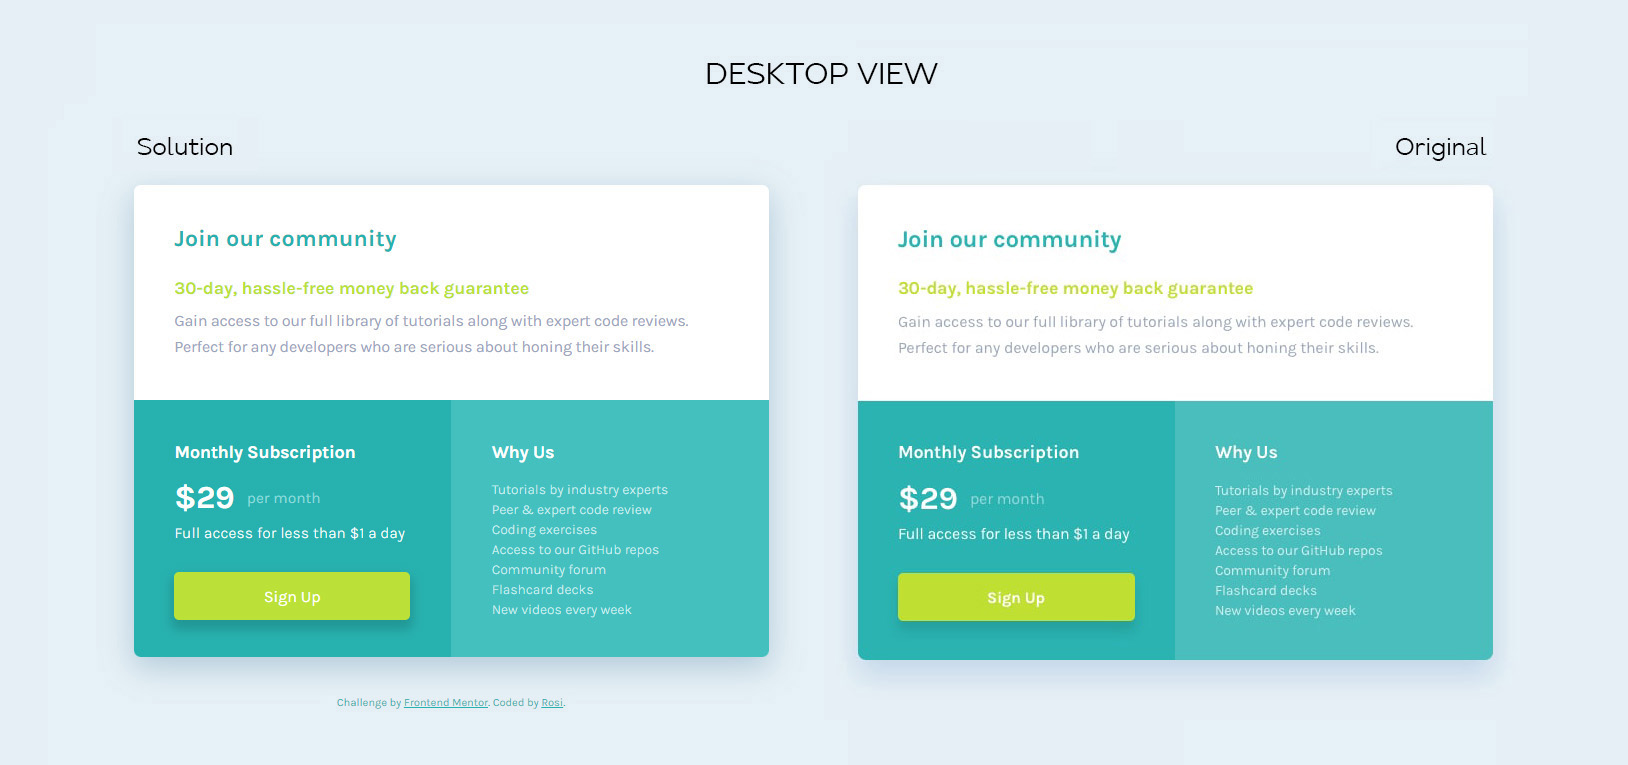 DESKTOP VIEW
Solution
Original
Join our community
30-day, hassle-free money back guarantee
Gain access to our full library of tutorials along with expert code reviews.
Perfect for any developers who are serious about honing their skills.
Monthly Subscription
$29 per month
Full access for less than $1 a day
Sign Up
Why Us
Tutorials by industry experts
Peer & expert code review
Coding exercises
Access to our GitHub repos
Community forum
Flashcard decks
New videos every week
Challenge by Frontend Mentor. Coded by Rosi.
Join our community
30-day, hassle-free money back guarantee
Gain access to our full library of tutorials along with expert code reviews.
Perfect for any developers who are serious about honing their skills.
Monthly Subscription
$29 per month
Full access for less than $1 a day
Sign Up
Why Us
Tutorials by industry experts
Peer & expert code review
Coding exercises
Access to our GitHub repos
Community forum
Flashcard decks
New videos every week